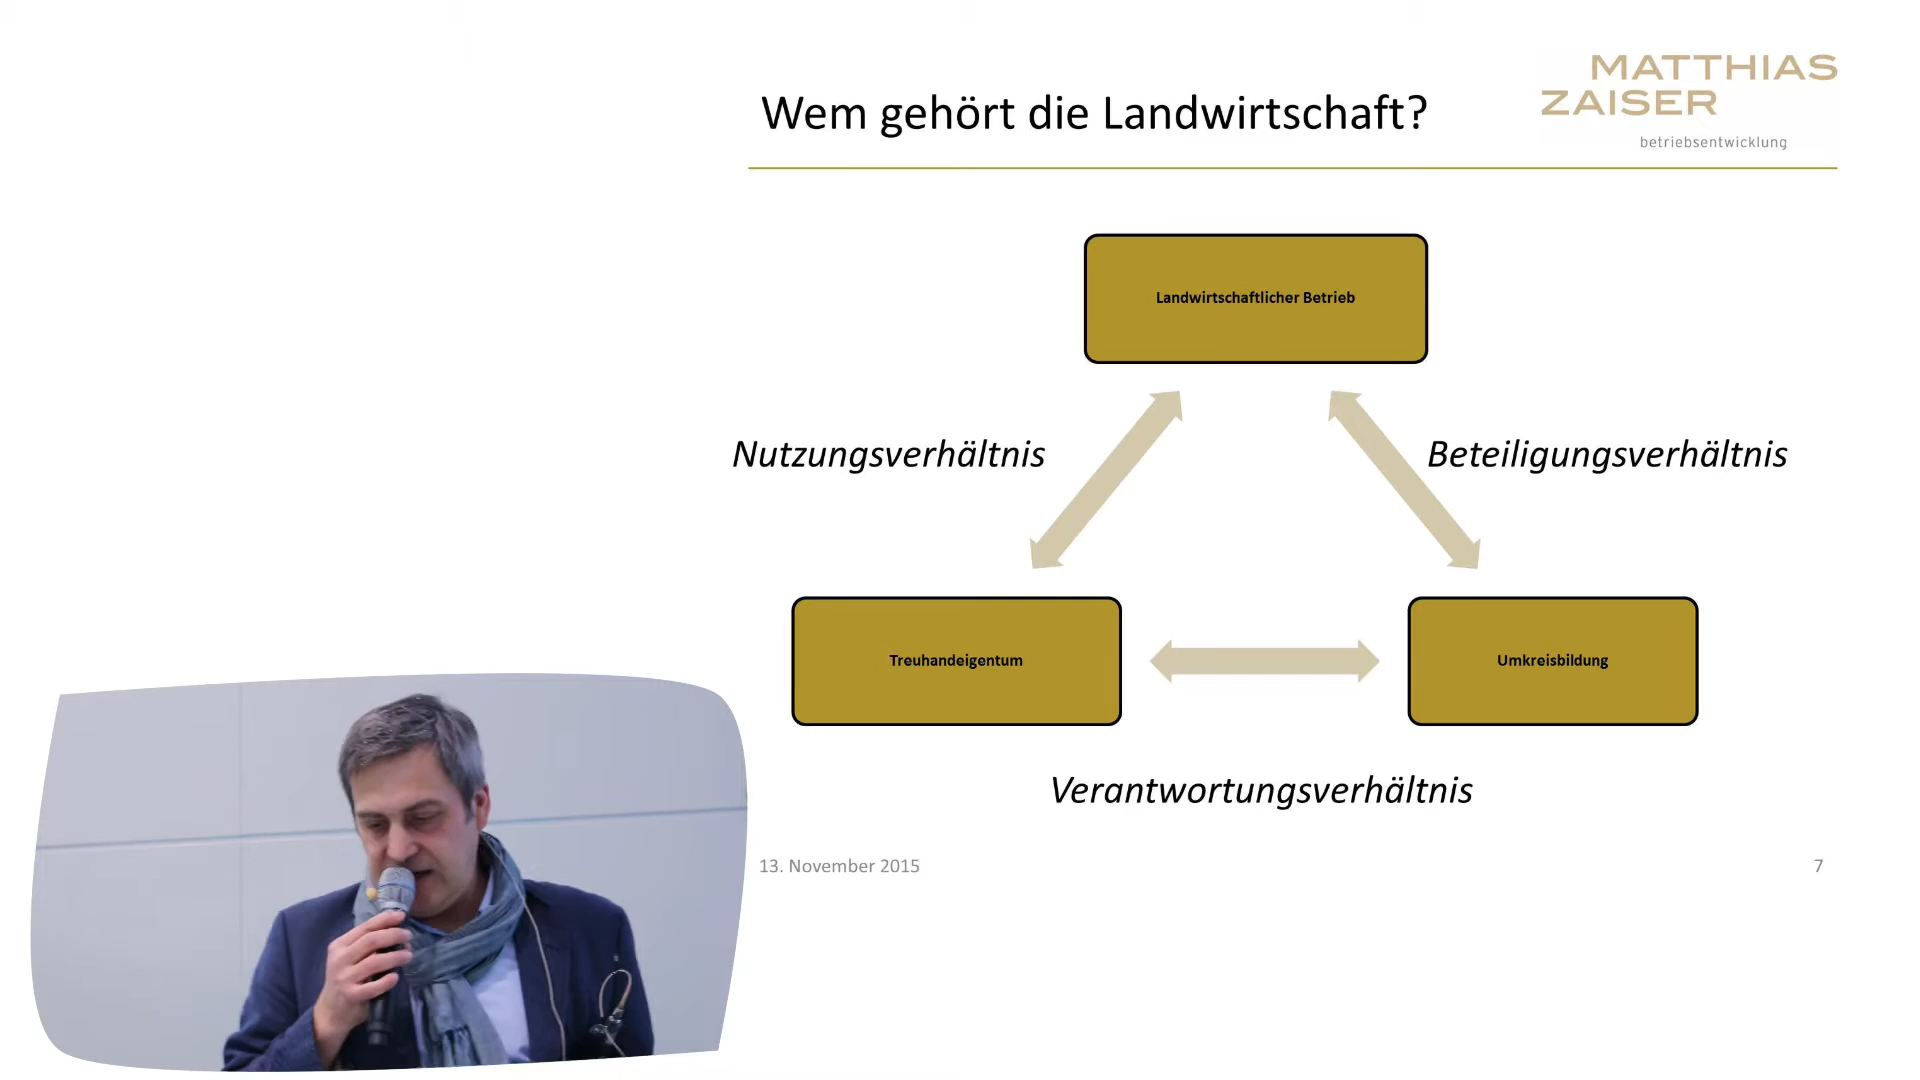 MATTHIAS
ZAISER
betriebsentwicklung
Wem gehört die Landwirtschaft?
Landwirtschaftlicher Betrieb
Nutzungsverhältnis
Beteiligungsverhältnis
Treuhandeigentum
Umkreisbildung
Verantwortungsverhältnis
13. November 2015
7